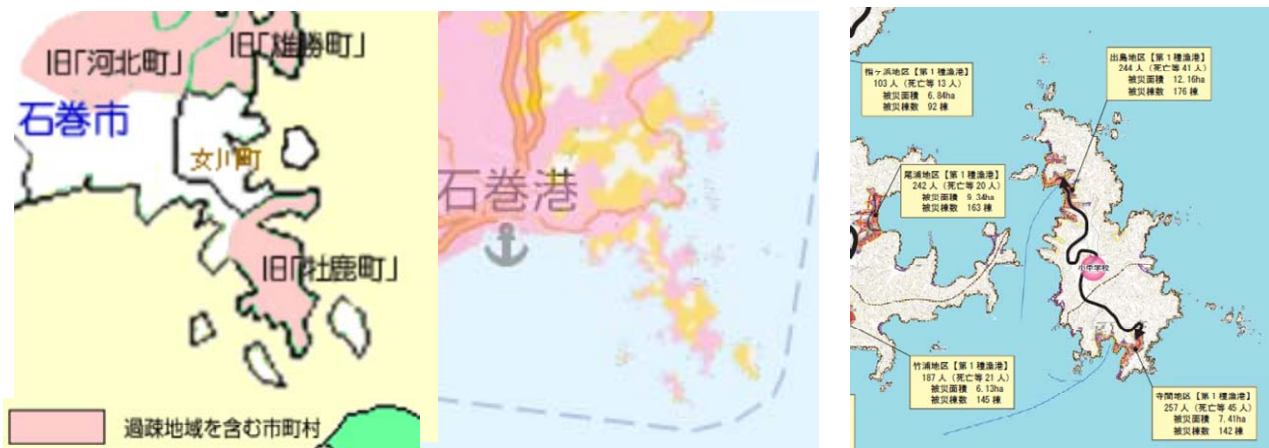 旧「河北町」
旧「雄勝町」
石巻市
女川町
旧「牡鹿町」
過疎地域を含む市町村
石巻港
指ヶ浜地区【第1種漁港】
103人（死亡等13人）
被災面積 6.84ha
被災棟数 92棟
出島地区【第1種漁港】
244人（死亡等41人）
被災面積 12.16ha
被災棟数 176棟
尾浦地区【第1種漁港】
242人（死亡等20人）
被災面積 9.34ha
被災棟数 163棟
小中学校
竹浦地区【第1種漁港】
187人（死亡等21人）
被災面積 6.13ha
被災棟数 145棟
寺間地区【第1種漁港】
257人（死亡等45人）
被災面積 7.41ha
被災棟数 142棟